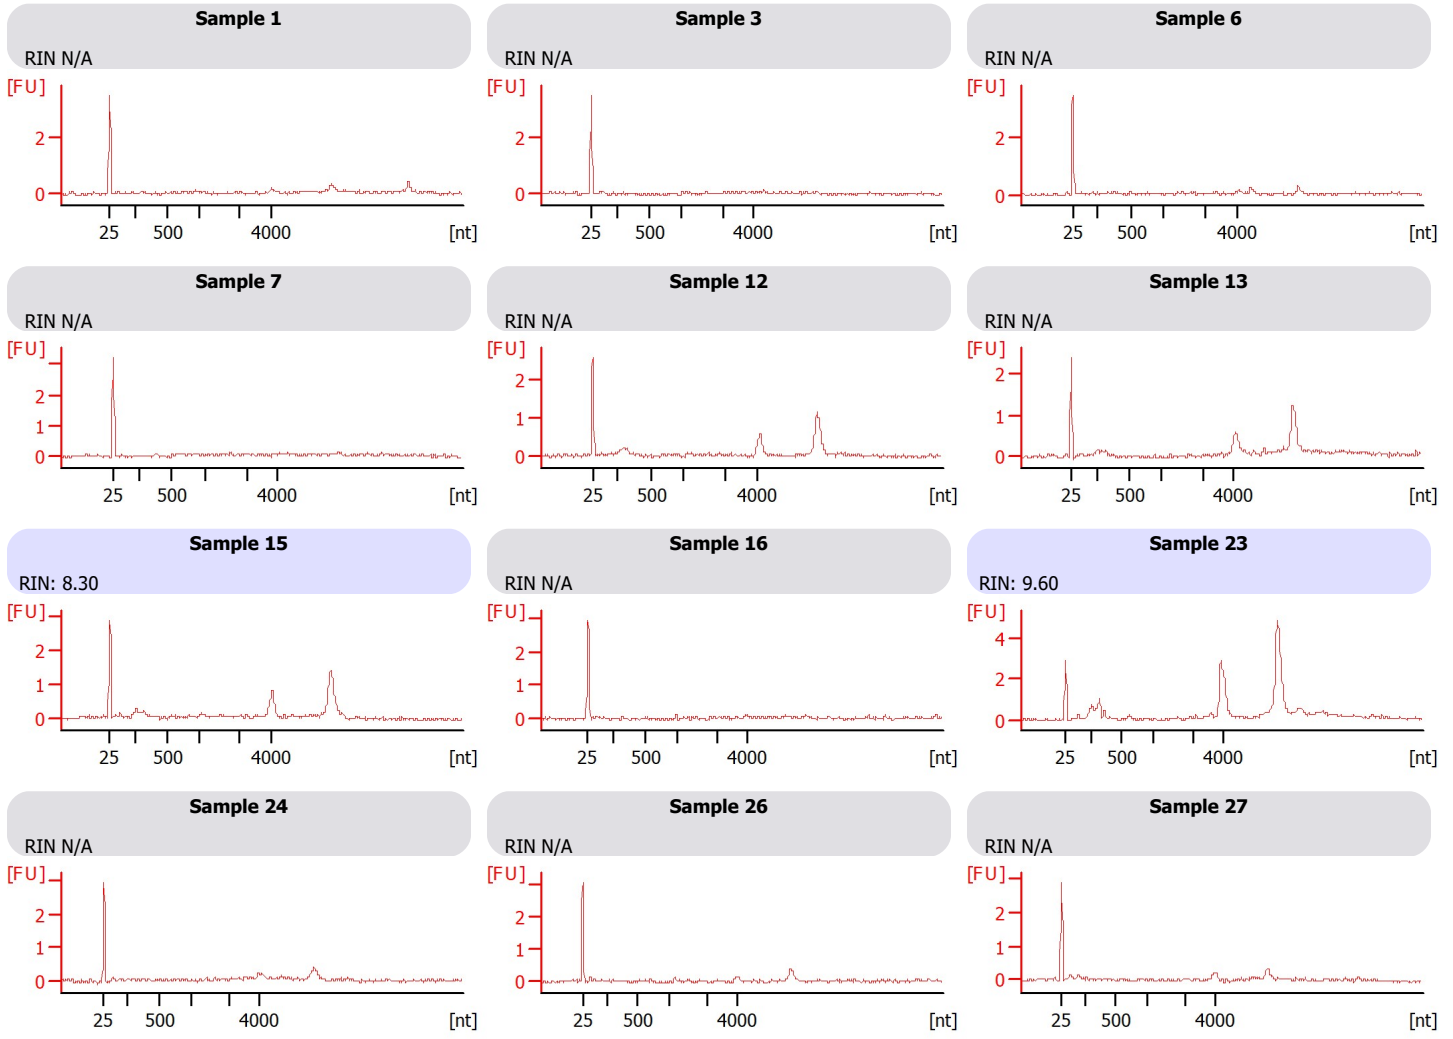 Sample 1
RIN N/A
[FU]
2
0
25 500 4000 [nt]
Sample 3
RIN N/A
[FU]
2
0
25 500 4000 [nt]
Sample 6
RIN N/A
[FU]
2
0
25 500 4000 [nt]
Sample 7
RIN N/A
[FU]
2
1
0
25 500 4000 [nt]
Sample 12
RIN N/A
[FU]
2
1
0
25 500 4000 [nt]
Sample 13
RIN N/A
[FU]
2
1
0
25 500 4000 [nt]
Sample 15
RIN: 8.30
[FU]
2
1
0
25 500 4000 [nt]
Sample 16
RIN N/A
[FU]
2
1
0
25 500 4000 [nt]
Sample 23
RIN: 9.60
[FU]
4
2
0
25 500 4000 [nt]
Sample 24
RIN N/A
[FU]
2
1
0
25 500 4000 [nt]
Sample 26
RIN N/A
[FU]
2
1
0
25 500 4000 [nt]
Sample 27
RIN N/A
[FU]
2
1
0
25 500 4000 [nt]